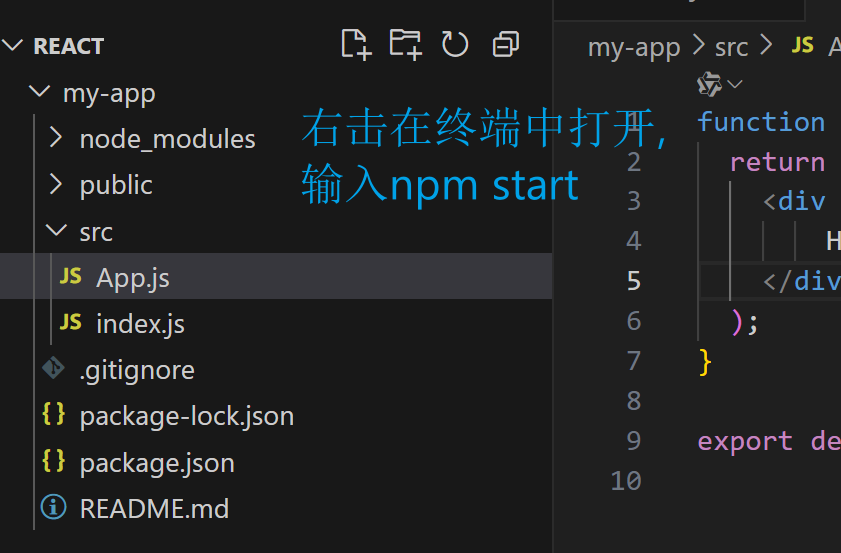 REACT
my-app
node_modules
public
src
JS App.js
JS index.js
.gitignore
{} package-lock.json
{} package.json
README.md
右击在终端中打开,
输入npm start
my-app > src > JS
1 function
2 return
3 <div
4 H
5 </div
6 );
7 }
8
9 export de
10